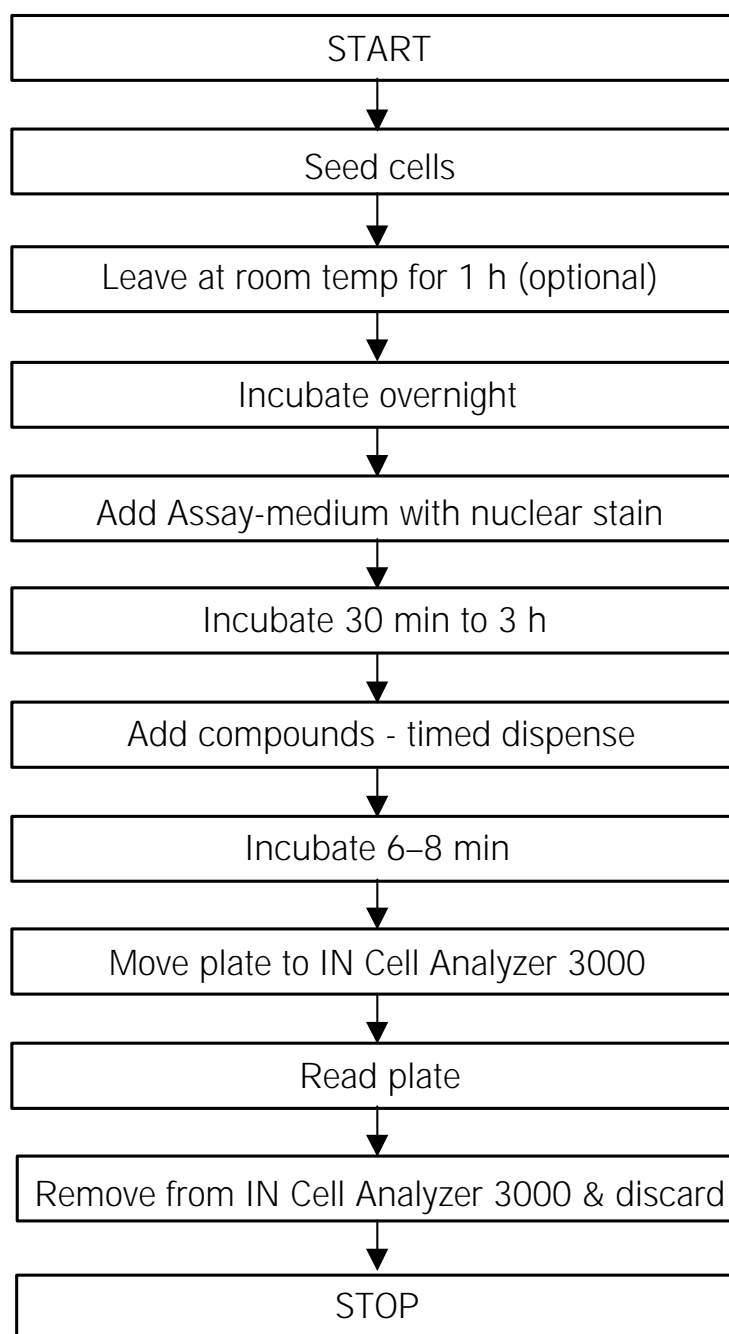 START
Seed cells
Leave at room temp for 1 h (optional)
Incubate overnight
Add Assay-medium with nuclear stain
Incubate 30 min to 3 h
Add compounds - timed dispense
Incubate 6–8 min
Move plate to IN Cell Analyzer 3000
Read plate
Remove from IN Cell Analyzer 3000 & discard
STOP